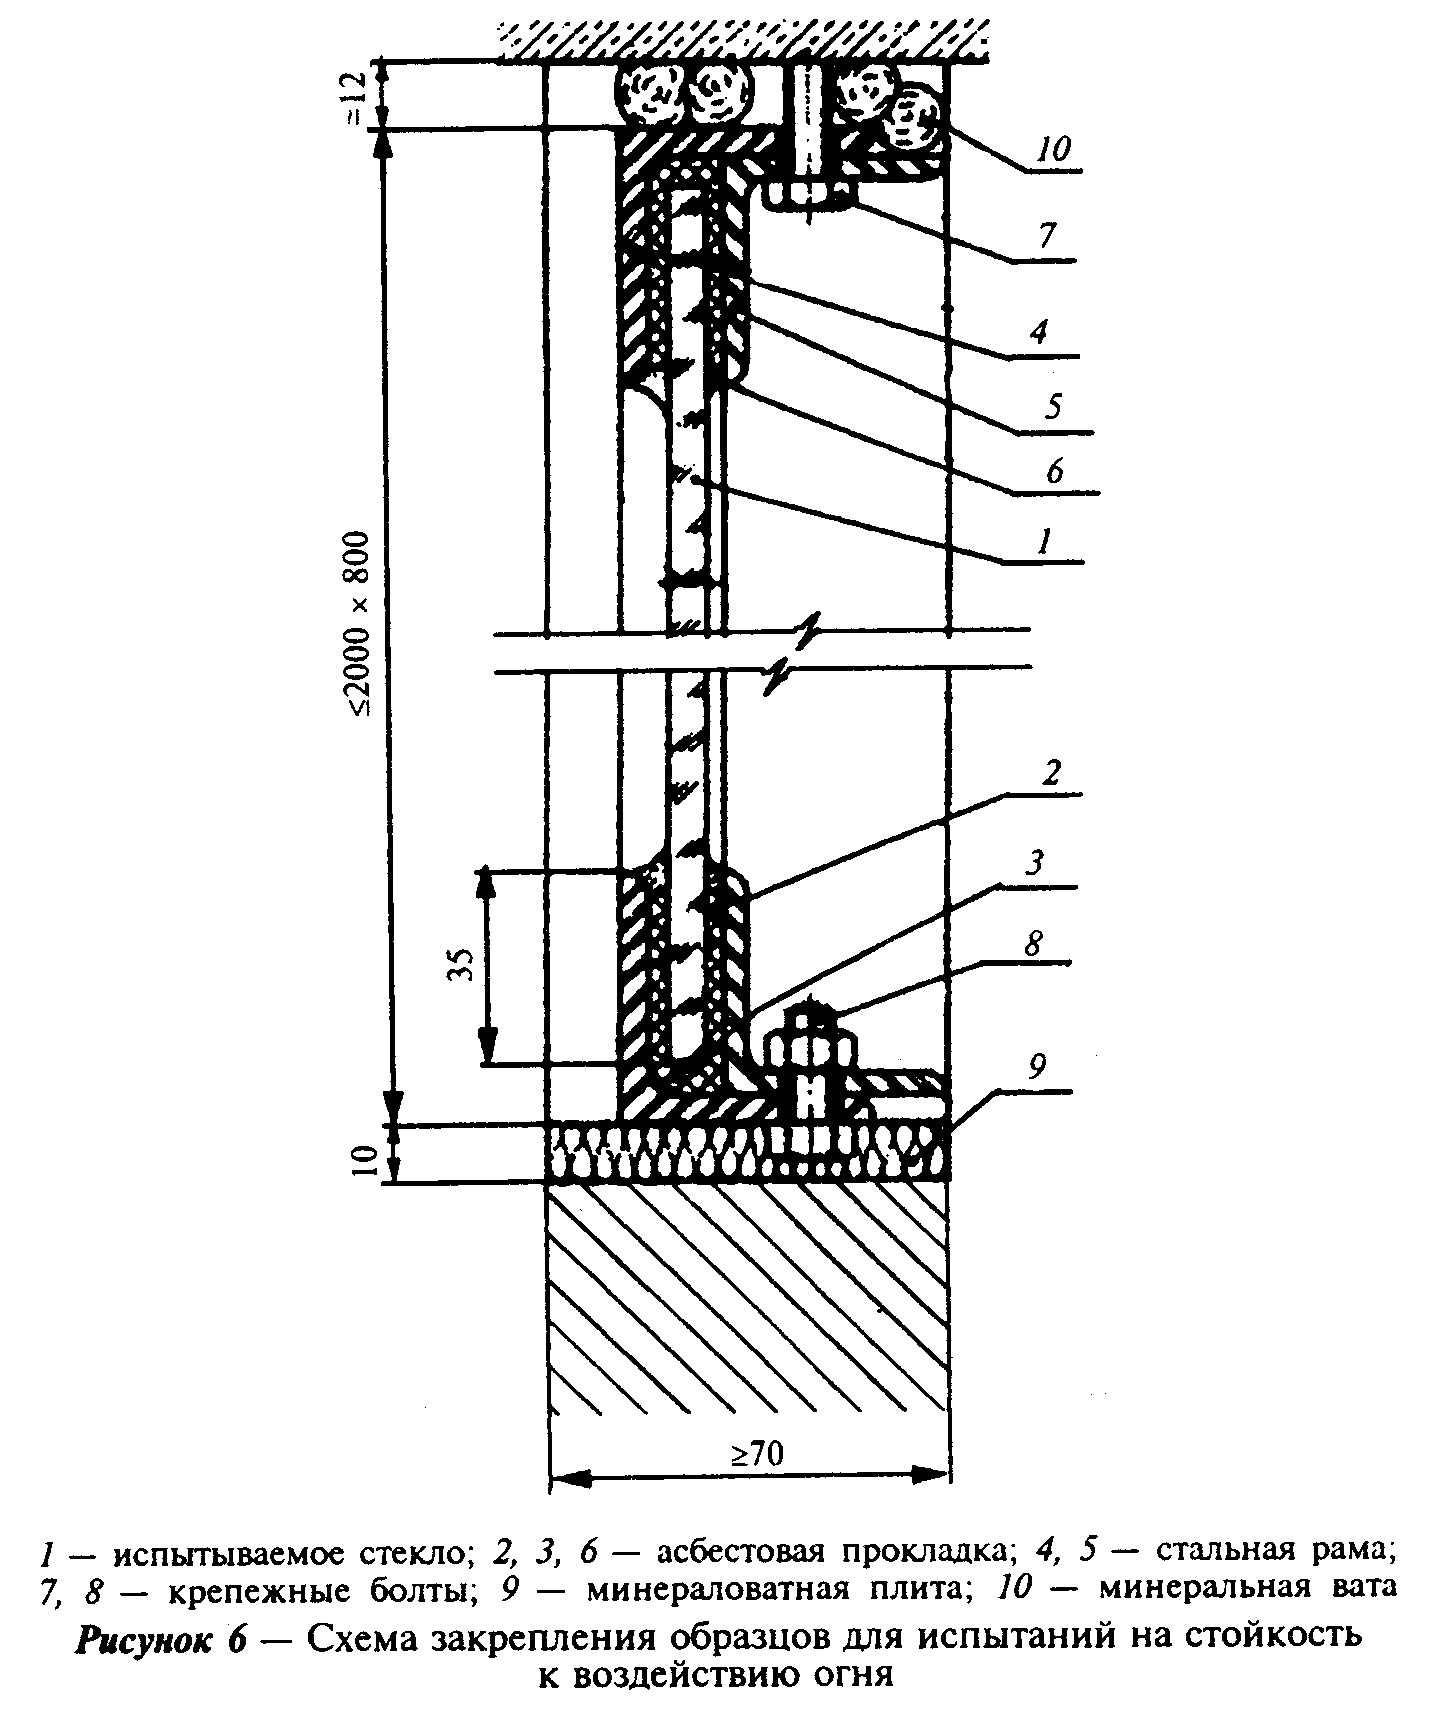 =12
10
7
4
5
6
1
≤2000 × 800
2
3
8
35
9
10
≥70
1 — испытываемое стекло; 2, 3, 6 — асбестовая прокладка; 4, 5 — стальная рама;
7, 8 — крепежные болты; 9 — минераловатная плита; 10 — минеральная вата
Рисунок 6 — Схема закрепления образцов для испытаний на стойкость
к воздействию огня